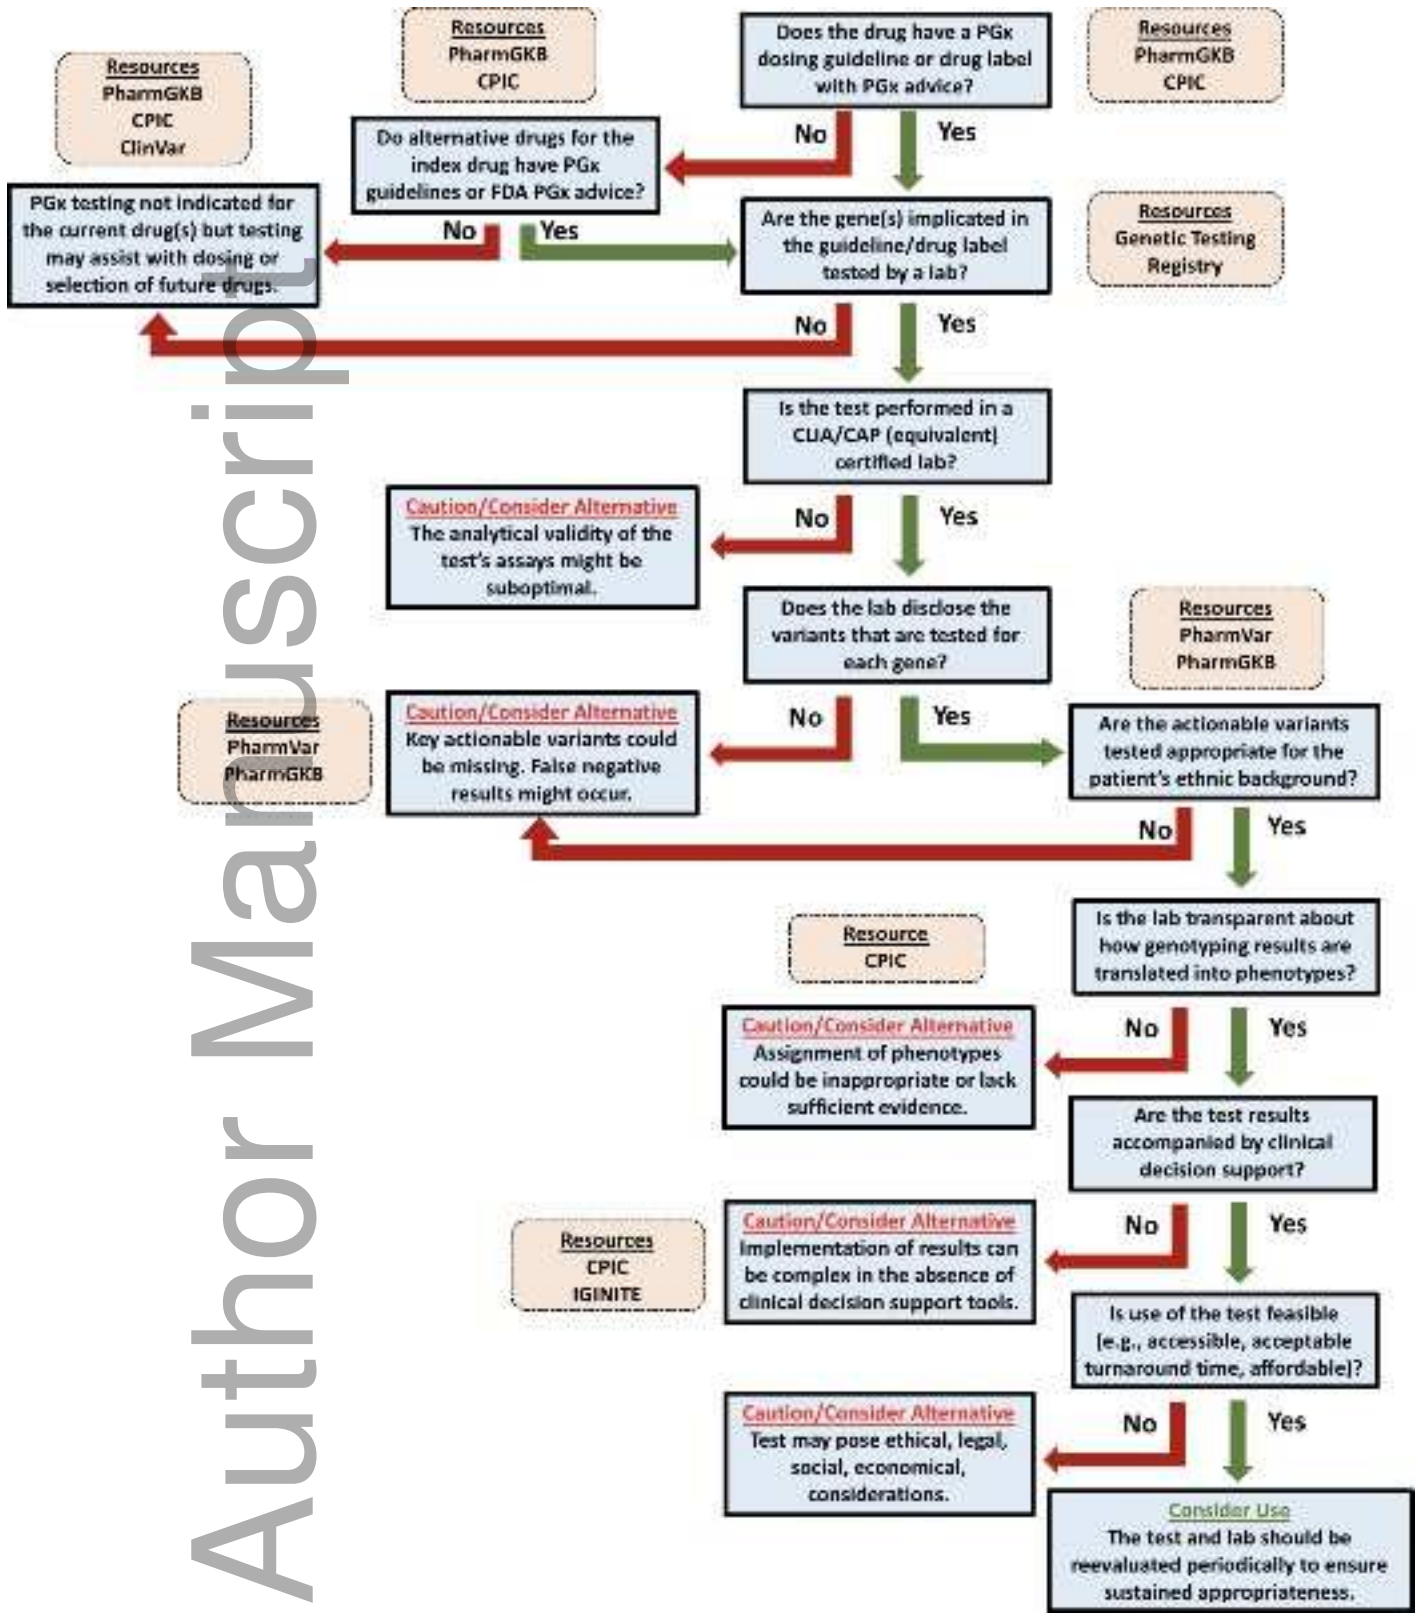 Resources
PharmGKB
CPIC
Does the drug have a PGx
dosing guideline or drug label
with PGx advice?
Resources
PharmGKB
CPIC
Resources
PharmGKB
CPIC
ClinVar
Do alternative drugs for the
index drug have PGx
guidelines or FDA PGx advice?
No
Yes
PGx testing not indicated for
the current drug(s) but testing
may assist with dosing or
selection of future drugs.
No
Yes
Are the gene(s) implicated in
the guideline/drug label
tested by a lab?
Resources
Genetic Testing
Registry
No
Yes
Is the test performed in a
CLIA/CAP (equivalent)
certified lab?
Caution/Consider Alternative
The analytical validity of the
test's assays might be
suboptimal.
No
Yes
Does the lab disclose the
variants that are tested for
each gene?
Resources
PharmVar
PharmGKB
Resources
PharmVar
PharmGKB
Caution/Consider Alternative
Key actionable variants could
be missing. False negative
results might occur.
No
Yes
Are the actionable variants
tested appropriate for the
patient's ethnic background?
No
Yes
Resource
CPIC
Is the lab transparent about
how genotyping results are
translated into phenotypes?
Caution/Consider Alternative
Assignment of phenotypes
could be inappropriate or lack
sufficient evidence.
No
Yes
Are the test results
accompanied by clinical
decision support?
Resources
CPIC
IGINITE
Caution/Consider Alternative
Implementation of results can
be complex in the absence of
clinical decision support tools.
No
Yes
Is use of the test feasible
(e.g., accessible, acceptable
turnaround time, affordable)?
Caution/Consider Alternative
Test may pose ethical, legal,
social, economical,
considerations.
No
Yes
Consider Use
The test and lab should be
reevaluated periodically to ensure
sustained appropriateness.
Author Manuscript